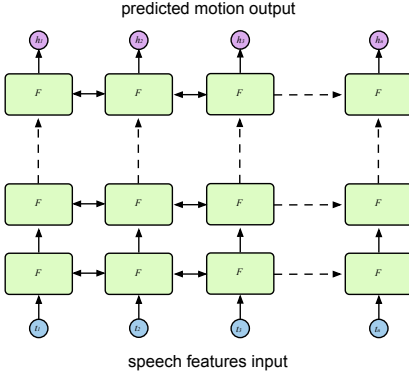 predicted motion output
h1 h2 h3 hn
F F F F
F F F F
F F F F
t1 t2 t3 tn
speech features input